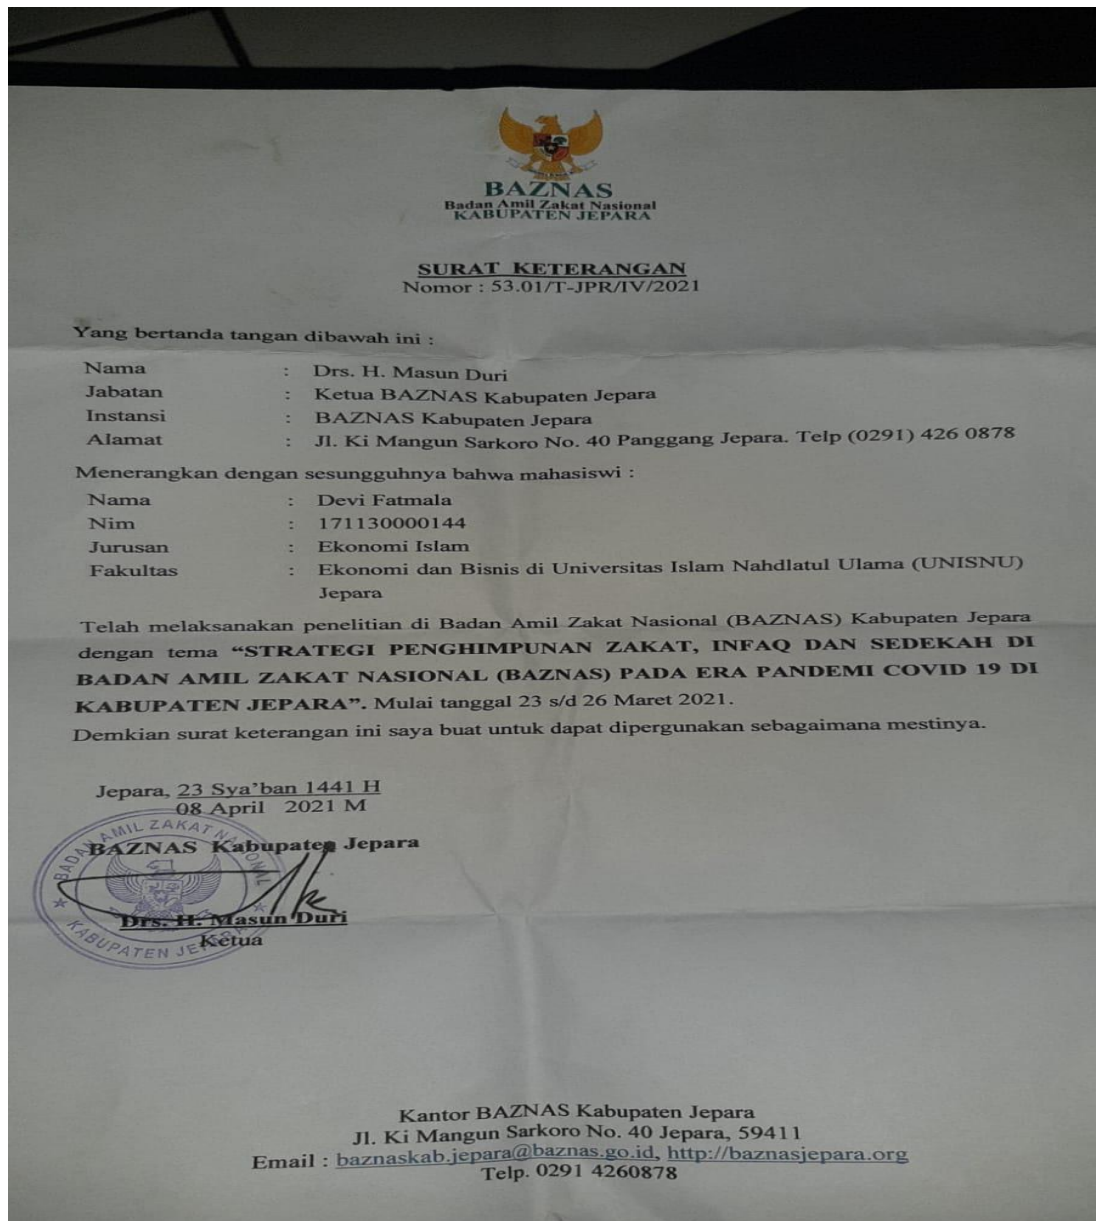 BAZNAS
Badan Amil Zakat Nasional
KABUPATEN JEPARA
SURAT KETERANGAN
Nomor : 53.01/T-JPR/IV/2021
Yang bertanda tangan dibawah ini :
Nama : Drs. H. Masun Duri
Jabatan : Ketua BAZNAS Kabupaten Jepara
Instansi : BAZNAS Kabupaten Jepara
Alamat : Jl. Ki Mangun Sarkoro No. 40 Panggang Jepara. Telp (0291) 426 0878
Menerangkan dengan sesungguhnya bahwa mahasiswi :
Nama : Devi Fatmala
Nim : 171130000144
Jurusan : Ekonomi Islam
Fakultas : Ekonomi dan Bisnis di Universitas Islam Nahdlatul Ulama (UNISNU)
Jepara
Telah melaksanakan penelitian di Badan Amil Zakat Nasional (BAZNAS) Kabupaten Jepara
dengan tema “STRATEGI PENGHIMPUNAN ZAKAT, INFAQ DAN SEDEKAH DI
BADAN AMIL ZAKAT NASIONAL (BAZNAS) PADA ERA PANDEMI COVID 19 DI
KABUPATEN JEPARA”. Mulai tanggal 23 s/d 26 Maret 2021.
Demkian surat keterangan ini saya buat untuk dapat dipergunakan sebagaimana mestinya.
Jepara, 23 Sya’ban 1441 H
08 April 2021 M
BAZNAS Kabupaten Jepara
BADAN AMIL ZAKAT NASIONAL
KABUPATEN JEPARA
Drs. H. Masun Duri
Ketua
Kantor BAZNAS Kabupaten Jepara
Jl. Ki Mangun Sarkoro No. 40 Jepara, 59411
Email : baznaskab.jepara@baznas.go.id, http://baznasjepara.org
Telp. 0291 4260878